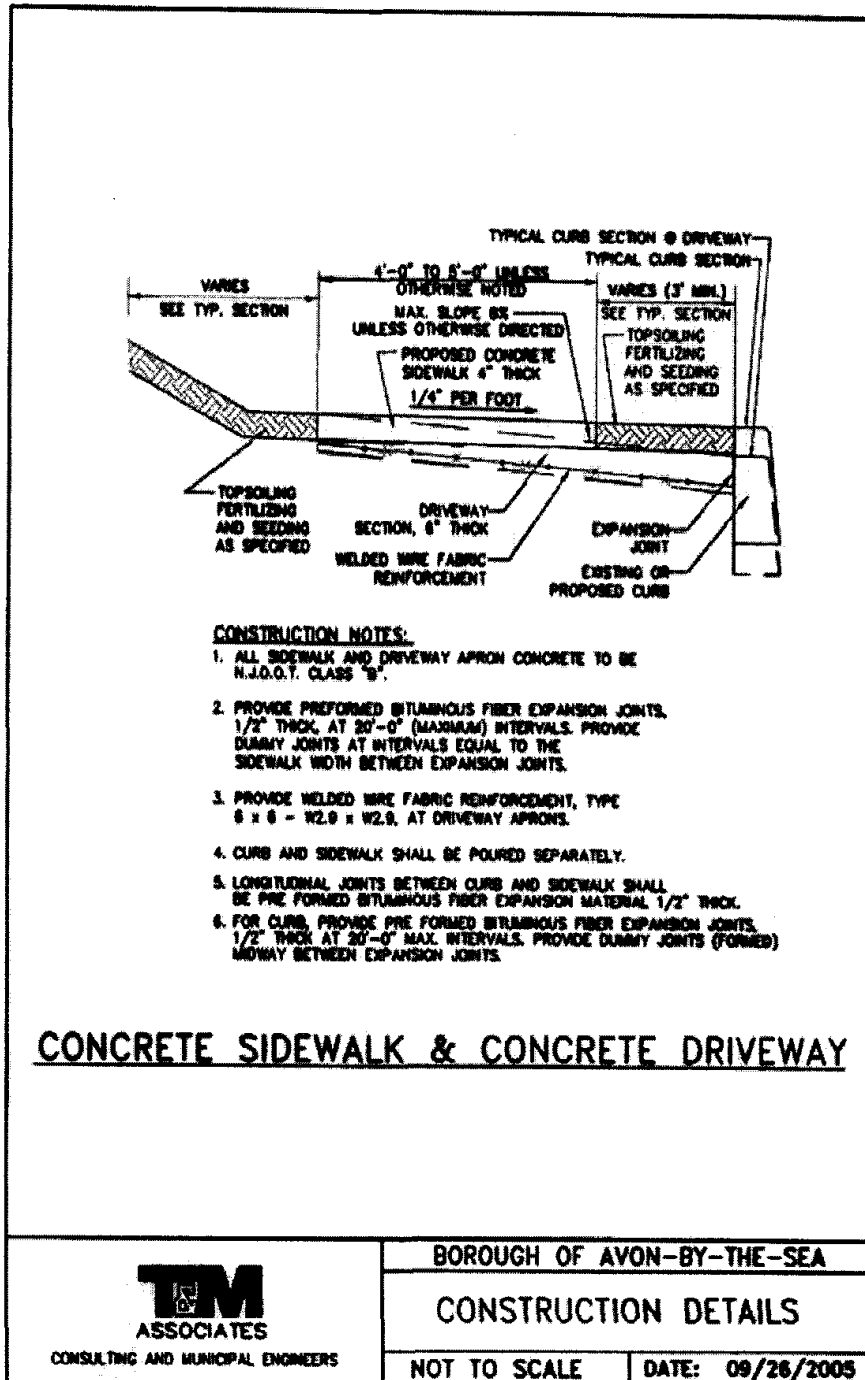 TYPICAL CURB SECTION @ DRIVEWAY
TYPICAL CURB SECTION
VARIES
SEE TYP. SECTION
4'-0" TO 5'-0" UNLESS
OTHERWISE NOTED
VARIES (3' MIN.)
SEE TYP. SECTION
MAX. SLOPE 8%
UNLESS OTHERWISE DIRECTED
TOPSOILING
FERTILIZING
AND SEEDING
AS SPECIFIED
PROPOSED CONCRETE
SIDEWALK 4" THICK
1/4" PER FOOT
TOPSOILING
FERTILIZING
AND SEEDING
AS SPECIFIED
DRIVEWAY
SECTION, 6" THICK
WELDED WIRE FABRIC
REINFORCEMENT
EXPANSION
JOINT
EXISTING OR
PROPOSED CURB
CONSTRUCTION NOTES:
1. ALL SIDEWALK AND DRIVEWAY APRON CONCRETE TO BE
N.J.D.O.T. CLASS "B".
2. PROVIDE PREFORMED BITUMINOUS FIBER EXPANSION JOINTS,
1/2" THICK, AT 20'-0" (MAXIMUM) INTERVALS. PROVIDE
DUMMY JOINTS AT INTERVALS EQUAL TO THE
SIDEWALK WIDTH BETWEEN EXPANSION JOINTS.
3. PROVIDE WELDED WIRE FABRIC REINFORCEMENT, TYPE
6 x 6 - W2.9 x W2.9, AT DRIVEWAY APRONS.
4. CURB AND SIDEWALK SHALL BE POURED SEPARATELY.
5. LONGITUDINAL JOINTS BETWEEN CURB AND SIDEWALK SHALL
BE PRE FORMED BITUMINOUS FIBER EXPANSION MATERIAL 1/2" THICK.
6. FOR CURB, PROVIDE PRE FORMED BITUMINOUS FIBER EXPANSION JOINTS,
1/2" THICK AT 20'-0" MAX. INTERVALS. PROVIDE DUMMY JOINTS (FORMED)
MIDWAY BETWEEN EXPANSION JOINTS.
CONCRETE SIDEWALK & CONCRETE DRIVEWAY
T&M
ASSOCIATES
CONSULTING AND MUNICIPAL ENGINEERS
BOROUGH OF AVON-BY-THE-SEA
CONSTRUCTION DETAILS
NOT TO SCALE
DATE: 09/26/2005